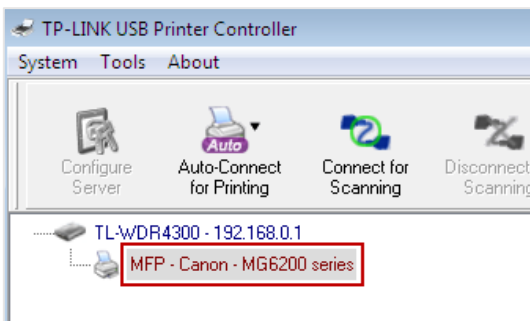 TP-LINK USB Printer Controller
System Tools About
Configure Server
Auto
Auto-Connect for Printing
Connect for Scanning
Disconnect Scanning
TL-WDR4300 - 192.168.0.1
MFP - Canon - MG6200 series